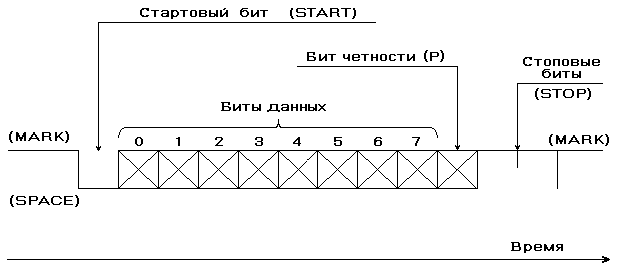 Стартовый бит (START)
Бит четности (P)
Стоповые
биты
(STOP)
Биты данных
(MARK)
0 1 2 3 4 5 6 7
(MARK)
(SPACE)
Время